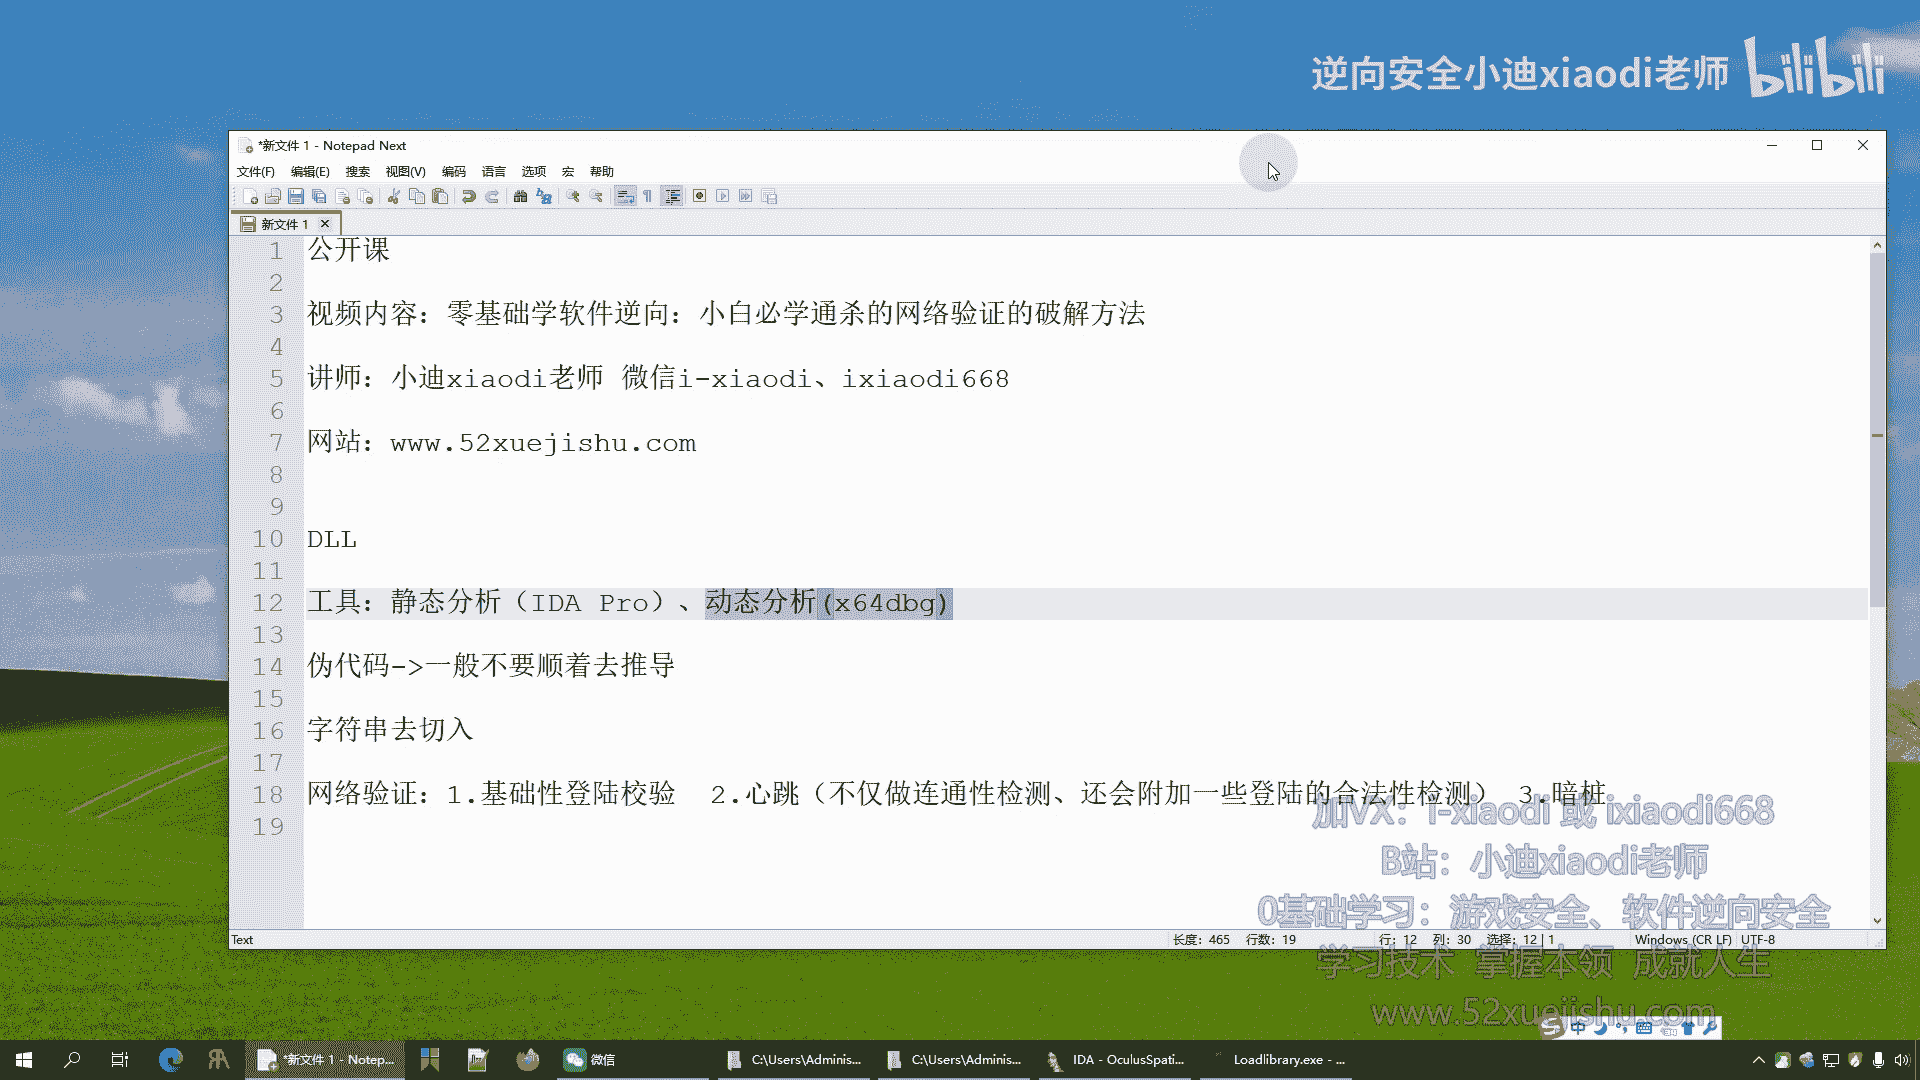 逆向安全小迪xiaodi老师 bilibili
*新文件 1 - Notepad Next
文件(F) 编辑(E) 搜索 视图(V) 编码 语言 选项 宏 帮助
新文件 1
1 公开课
2
3 视频内容：零基础学软件逆向：小白必学通杀的网络验证的破解方法
4
5 讲师：小迪xiaodi老师 微信i-xiaodi、ixiaodi668
6
7 网站：www.52xuejishu.com
8
9
10 DLL
11
12 工具：静态分析（IDA Pro）、动态分析(x64dbg)
13
14 伪代码->一般不要顺着去推导
15
16 字符串去切入
17
18 网络验证：1.基础性登陆校验 2.心跳（不仅做连通性检测、还会附加一些登陆的合法性检测） 3.暗桩
19
加VX：i-xiaodi 或 ixiaodi668
B站：小迪xiaodi老师
0基础学习：游戏安全、软件逆向安全
Text 长度：465 行数：19 行：12 列：30 选择：12 | 1 Windows (CR LF) UTF-8
学习技术 掌握本领 成就人生
www.52xuejishu.com
中
*新文件 1 - Notep... 微信 C:\Users\Adminis... C:\Users\Adminis... IDA - OculusSpati... Loadlibrary.exe - ...